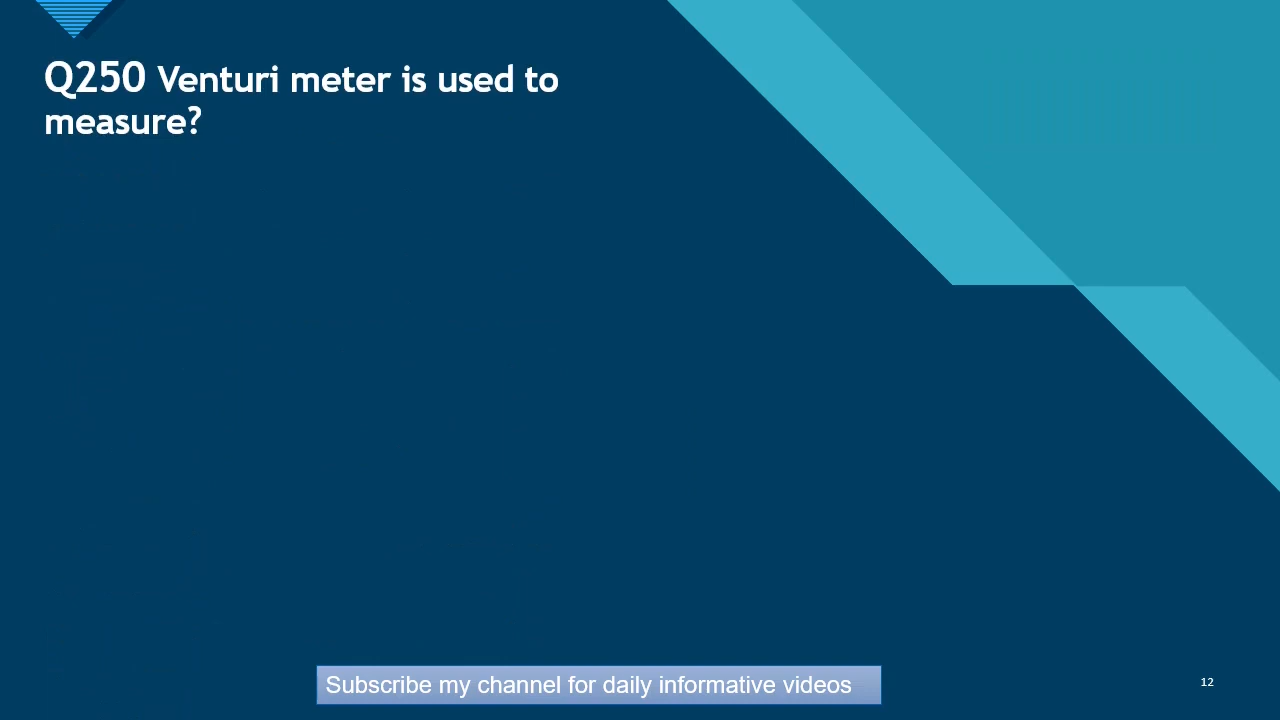 Q250 Venturi meter is used to
measure?
Subscribe my channel for daily informative videos
12